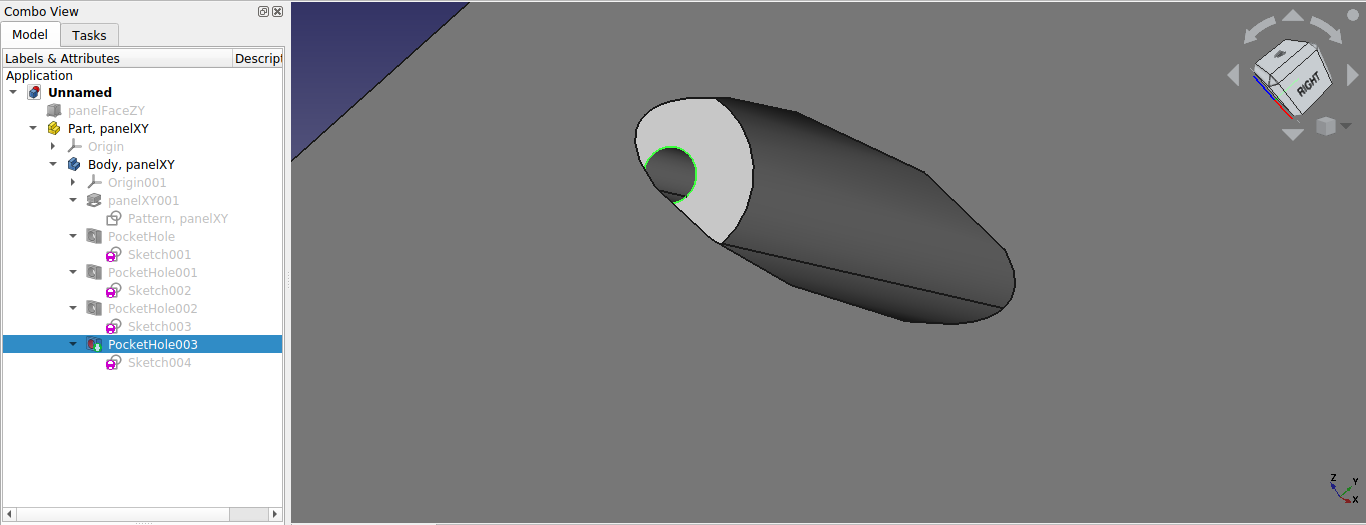 Combo View
Model
Tasks
Labels & Attributes
Descript
Application
Unnamed
panelFaceZY
Part, panelXY
Origin
Body, panelXY
Origin001
panelXY001
Pattern, panelXY
PocketHole
Sketch001
PocketHole001
Sketch002
PocketHole002
Sketch003
PocketHole003
Sketch004
RIGHT
Z
Y
X